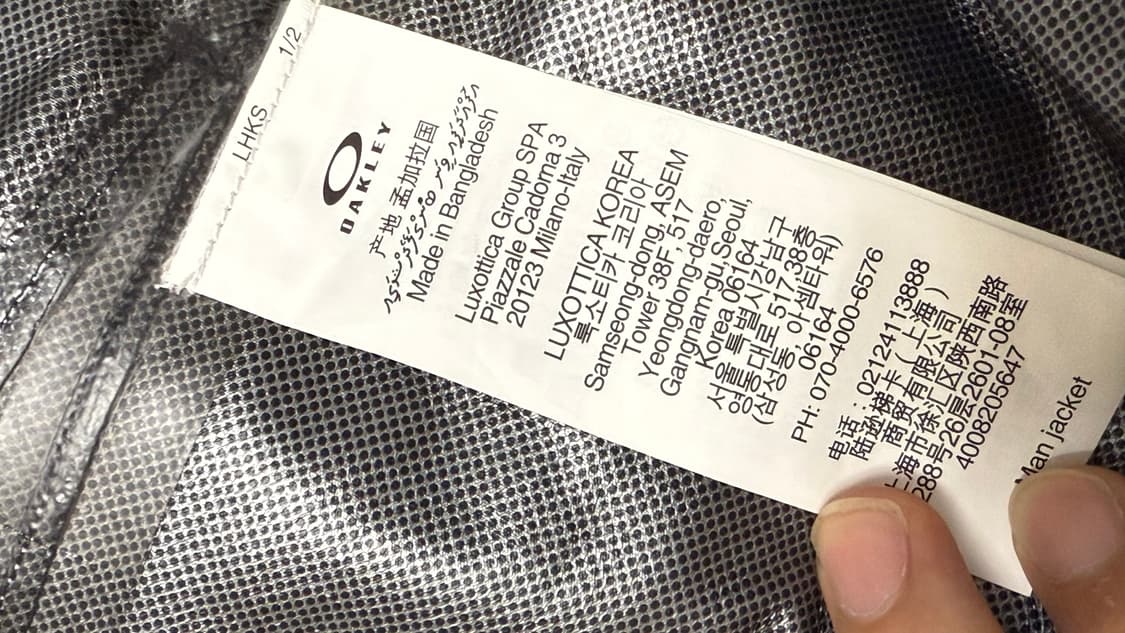 LHKS
1/2
OAKLEY
产地 孟加拉国
Made in Bangladesh
Luxottica Group SPA
Piazzale Cadorna 3
20123 Milano-Italy
LUXOTTICA KOREA
룩소티카 코리아
Samseong-dong, ASEM
Tower 38F, 517
Yeongdong-daero,
Gangnam-gu Seoul,
Korea 06164
서울특별시강남구
영동대로 517,38층
(삼성동 아셈타워)
06164
PH: 070-4000-6576
电话：02124113888
陆逊梯卡（上海）
商贸有限公司
上海市徐汇区陕西南路
288号26层2601-08室
4008205647
Man jacket